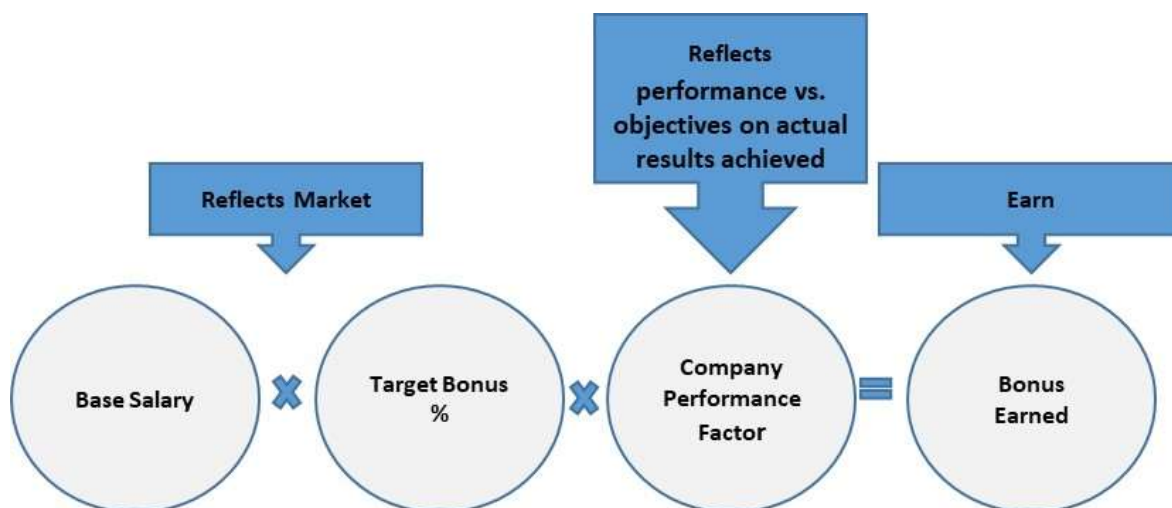 Reflects
performance vs.
objectives on actual
results achieved
Reflects Market
Earn
Base Salary
Target Bonus
%
Company
Performance
Factor
Bonus
Earned